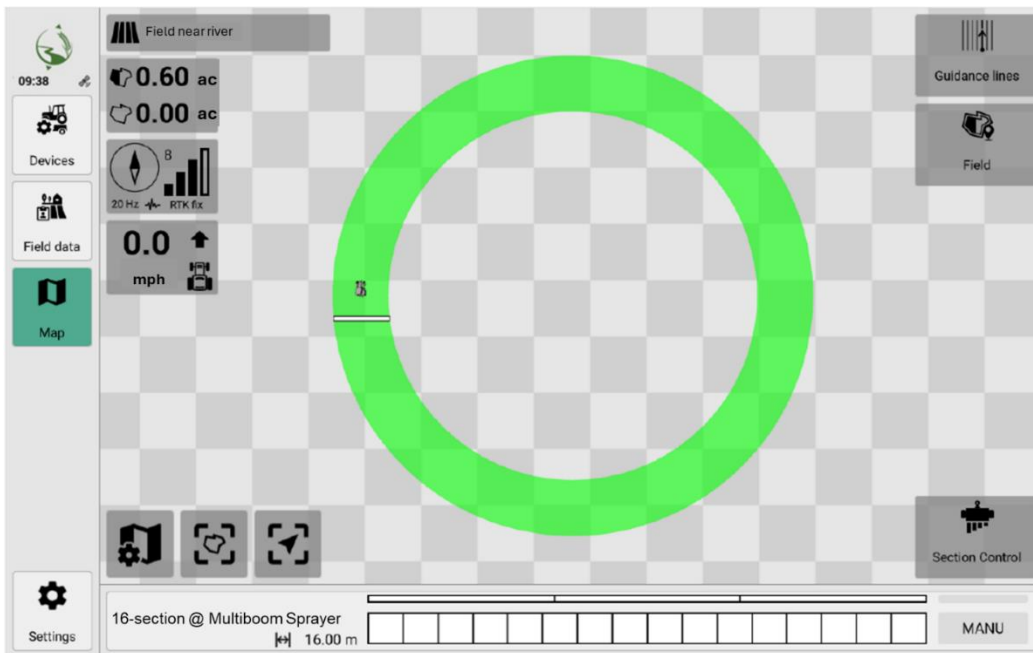 Field near river
09:38
0.60 ac
0.00 ac
8
20 Hz RTK fix
0.0
mph
Devices
Field data
Map
Settings
Guidance lines
Field
Section Control
16-section @ Multiboom Sprayer
16.00 m
MANU